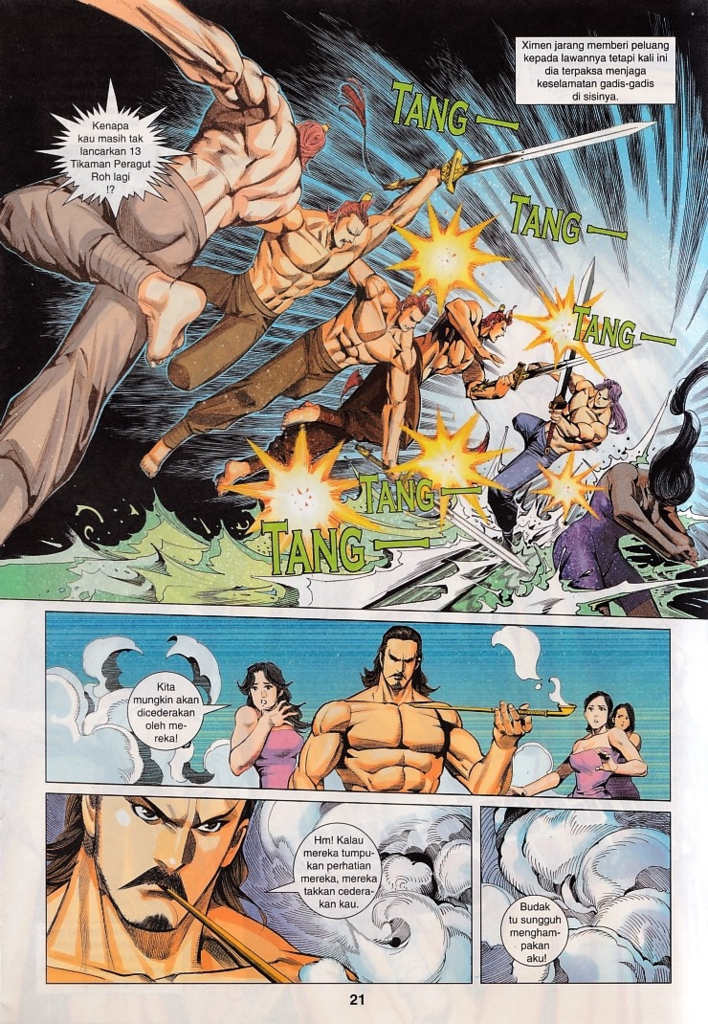 Ximen jarang memberi peluang
kepada lawannya tetapi kali ini
dia terpaksa menjaga
keselamatan gadis-gadis
di sisinya.
Kenapa
kau masih tak
lancarkan 13
Tikaman Peragut
Roh lagi
!?
TANG—
TANG—
TANG—
TANG—
TANG—
Kita
mungkin akan
dicederakan
oleh me-
reka!
Hm! Kalau
mereka tumpu-
kan perhatian
mereka, mereka
takkan cedera-
kan kau.
Budak
tu sungguh
mengham-
pakan
aku!
21